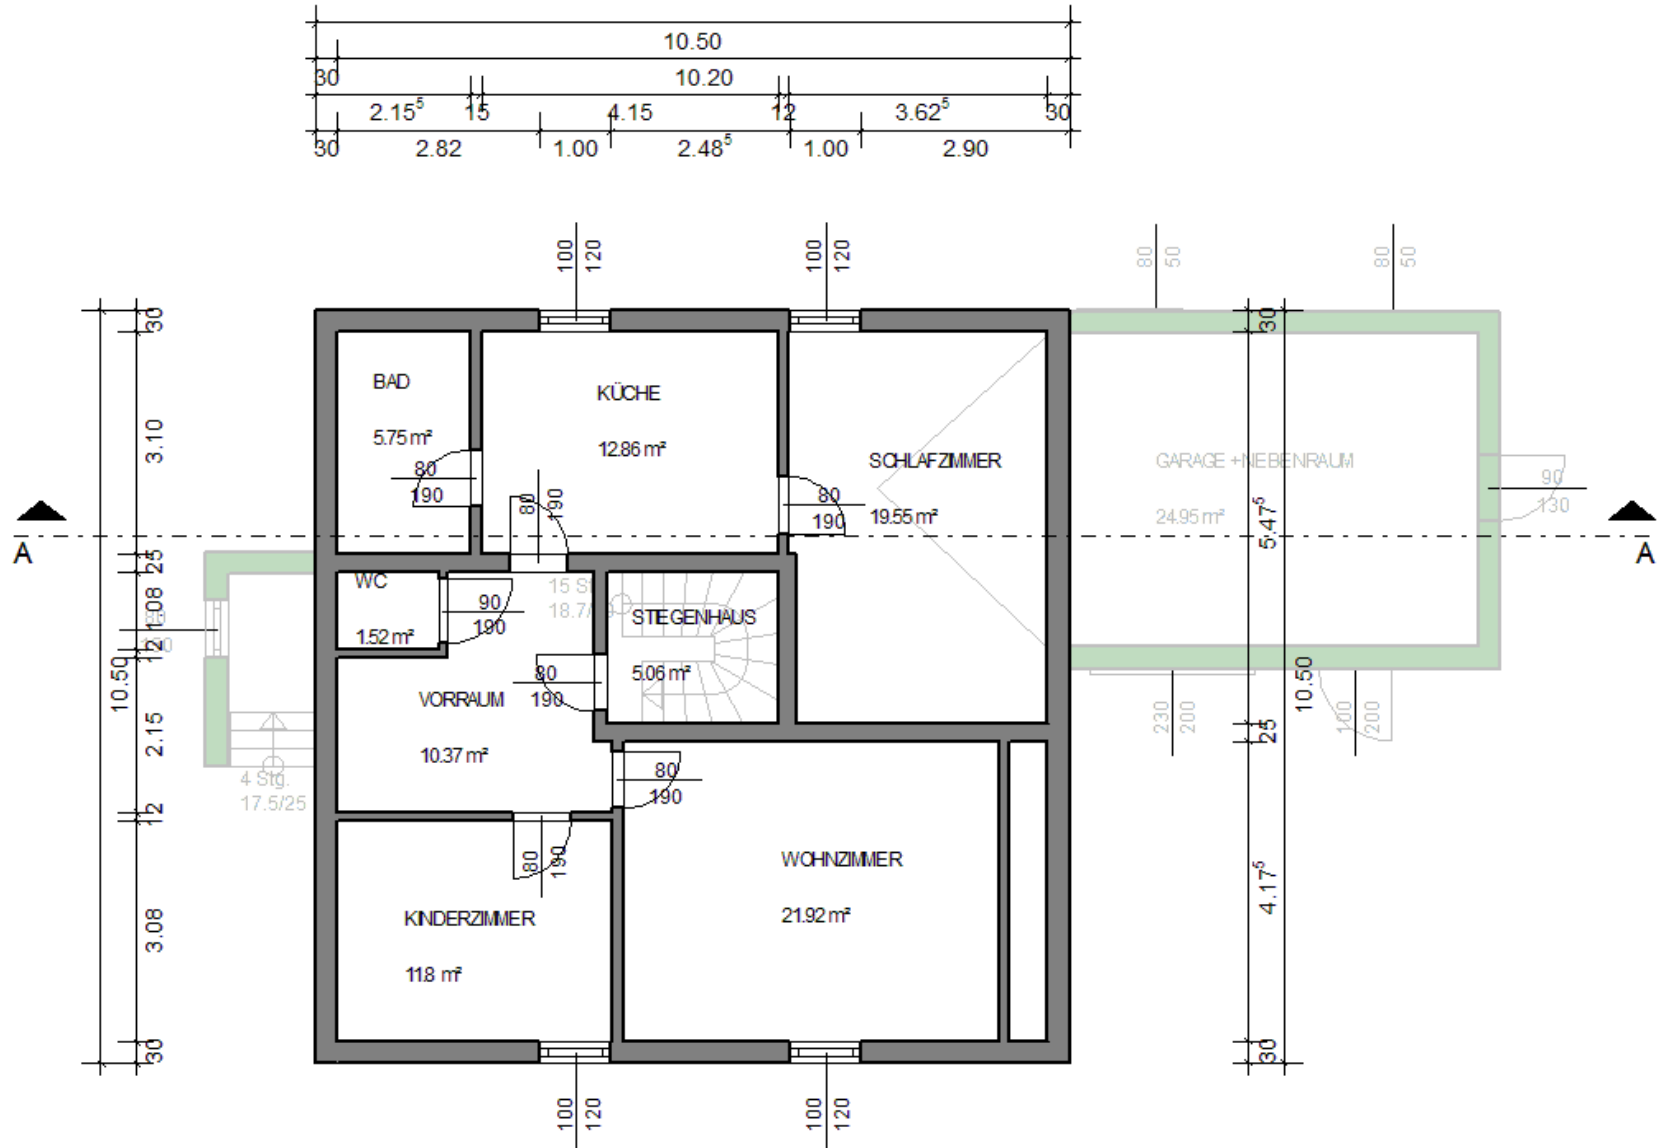 10.50
30 10.20
2.15⁵ 15 4.15 12 3.62⁵ 30
30 2.82 1.00 2.48⁵ 1.00 2.90
100 120
100 120
80 50
80 50
30
3.10
25
1.08
12
2.15
12
3.08
30
10.50
BAD
5.75 m²
80
190
KÜCHE
12.86 m²
80
190
SCHLAFZIMMER
19.55 m²
80
190
GARAGE + NEBENRAUM
24.95 m²
90
130
A
A
WC
1.52 m²
90
190
18.7/
STIEGENHAUS
5.06 m²
80
190
VORRAUM
10.37 m²
80
190
4 Stg.
17.5/25
KINDERZIMMER
11.8 m²
80
190
WOHNZIMMER
21.92 m²
230
200
100
200
30
5.47⁵
25
4.17⁵
30
10.50
100 120
100 120